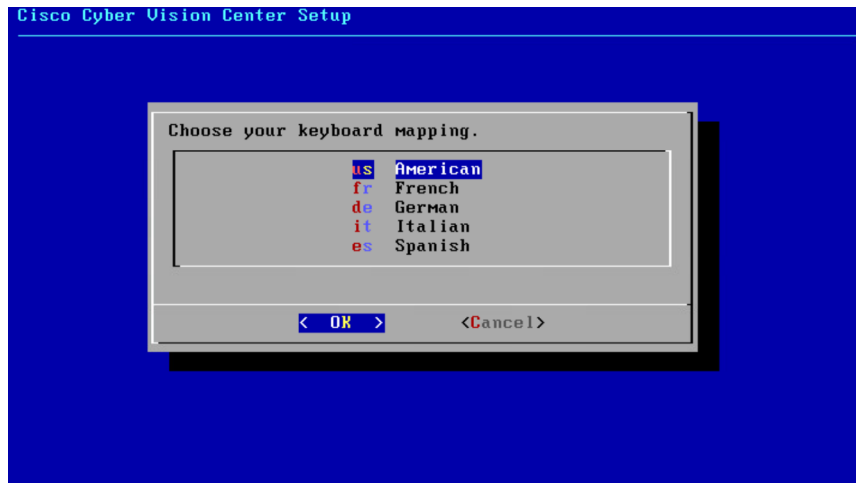 Cisco Cyber Vision Center Setup
Choose your keyboard mapping.
us American
fr French
de German
it Italian
es Spanish
< OK > <Cancel>